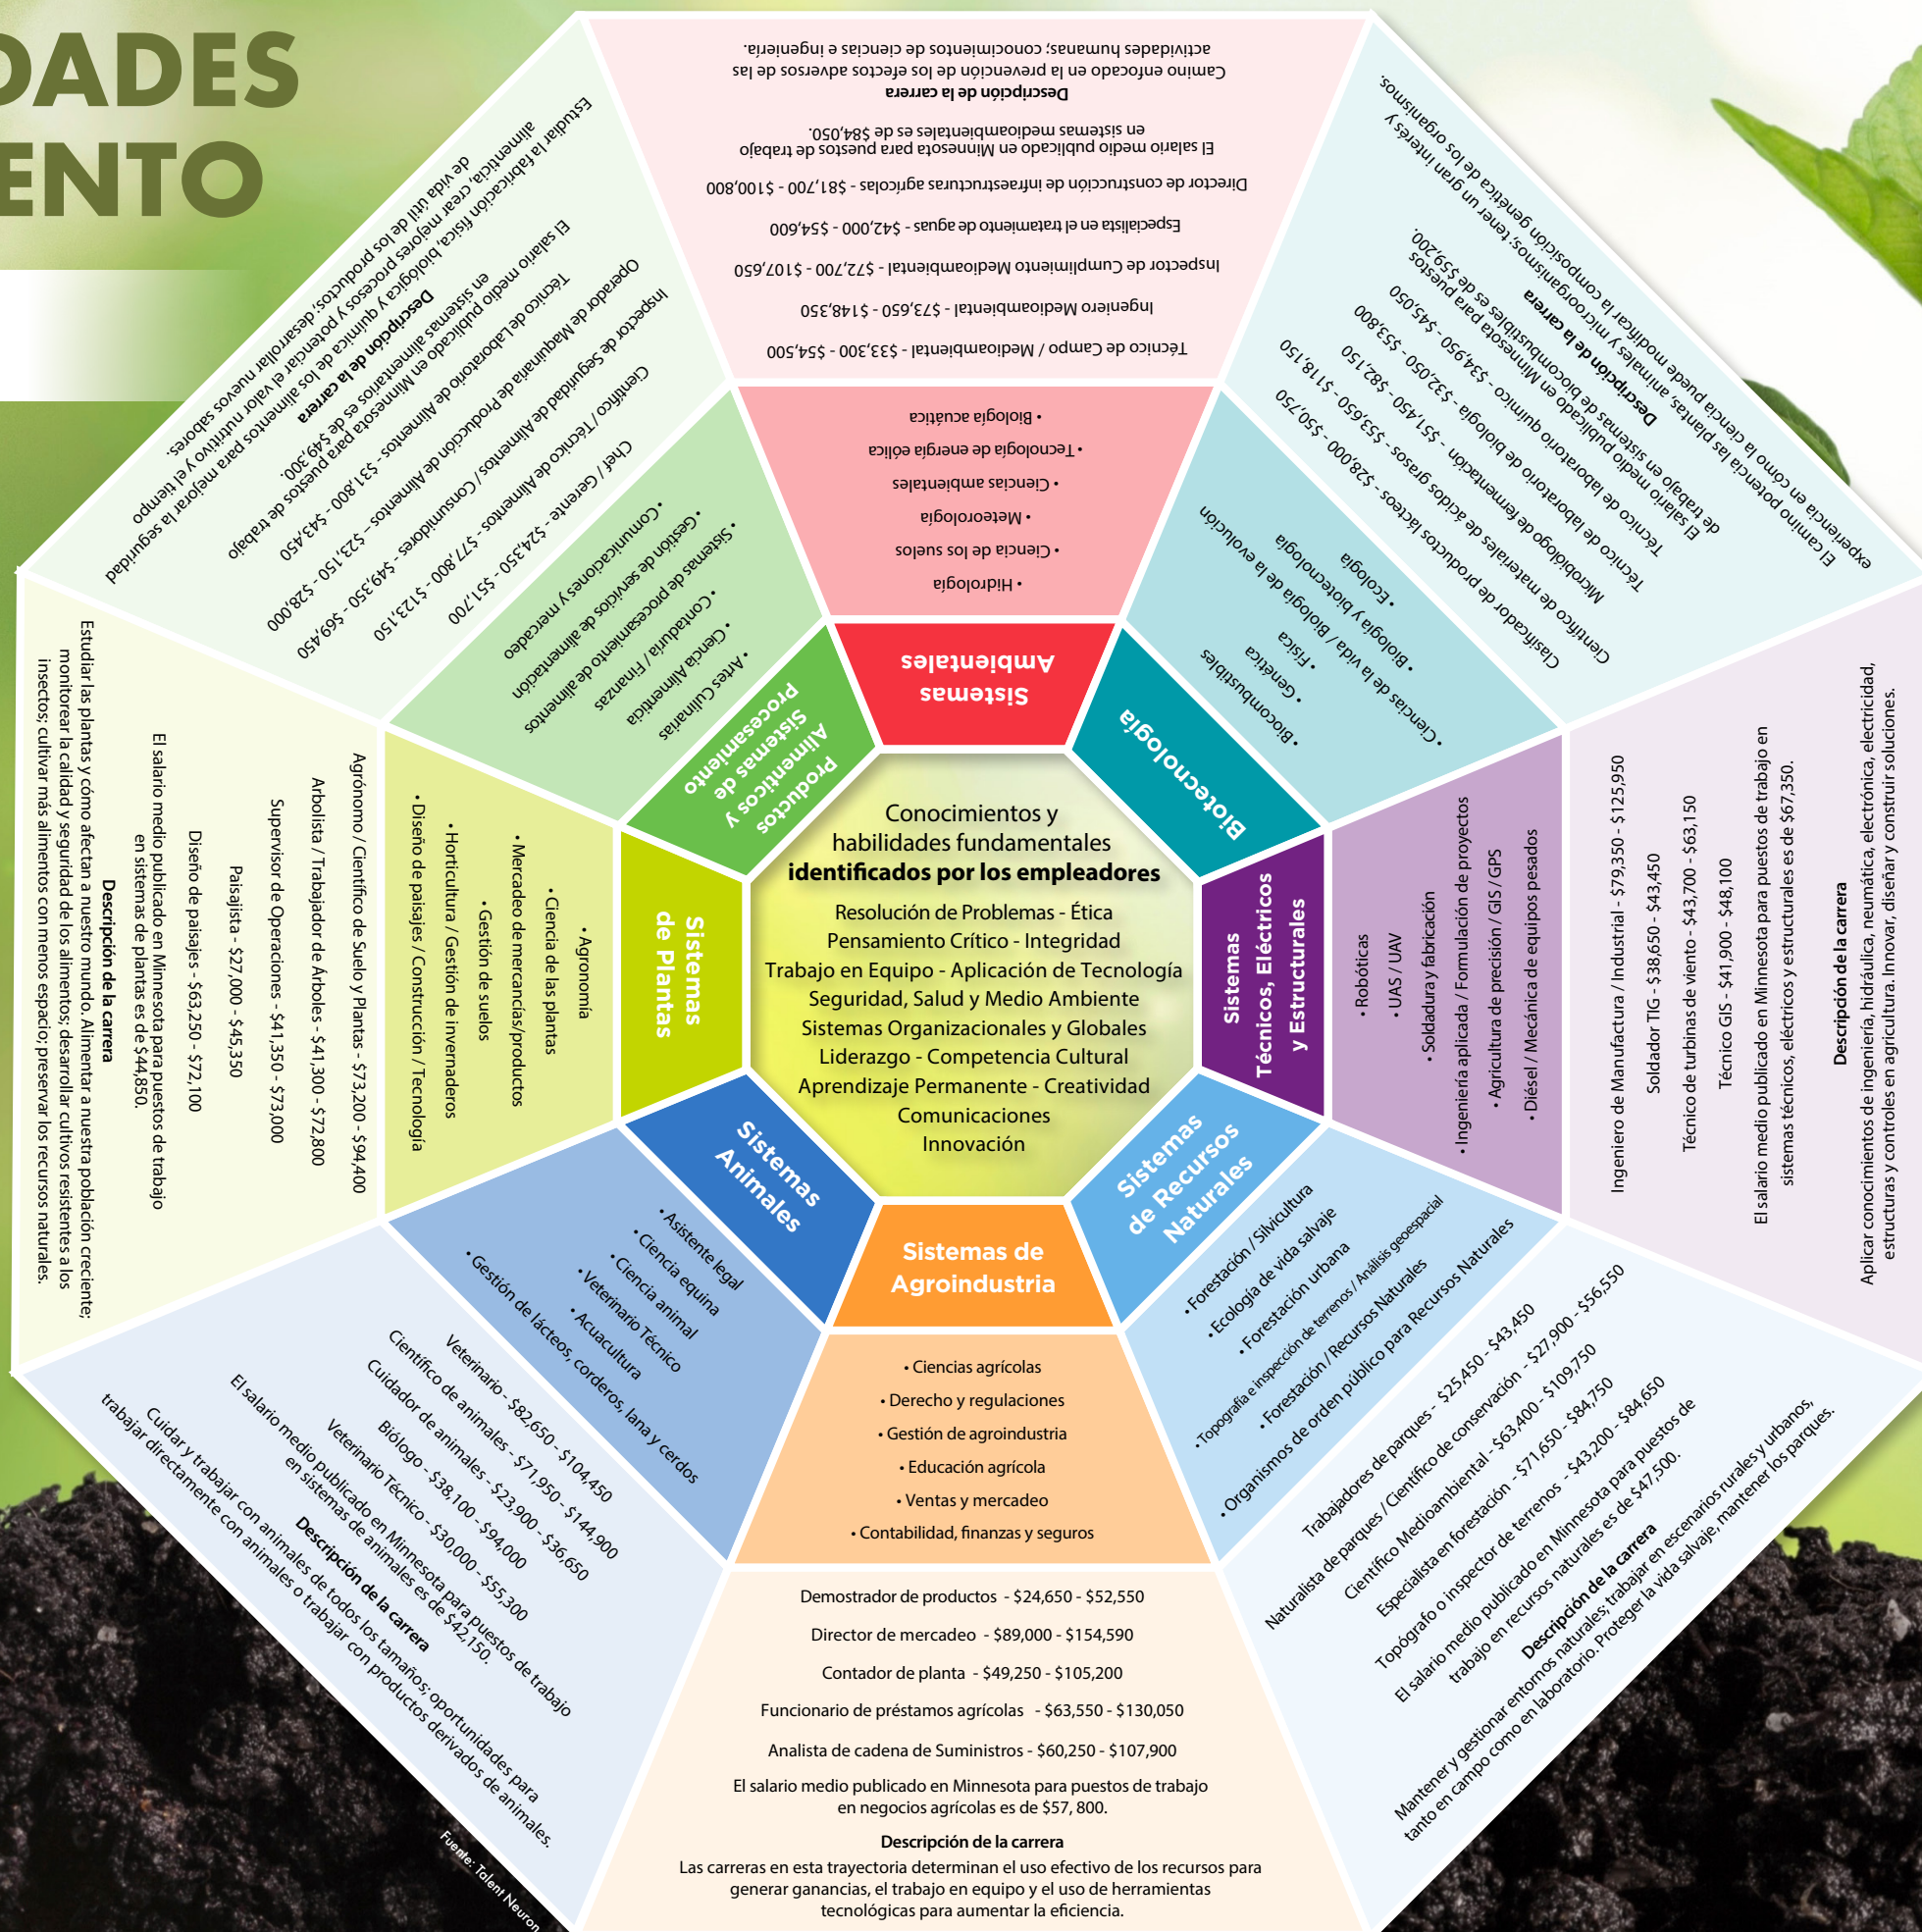 DADES
ENTO
Conocimientos y
habilidades fundamentales
identificados por los empleadores
Resolución de Problemas - Ética
Pensamiento Crítico - Integridad
Trabajo en Equipo - Aplicación de Tecnología
Seguridad, Salud y Medio Ambiente
Sistemas Organizacionales y Globales
Liderazgo - Competencia Cultural
Aprendizaje Permanente - Creatividad
Comunicaciones
Innovación
Sistemas
Ambientales
• Hidrología
• Ciencia de los suelos
• Meteorología
• Ciencias ambientales
• Tecnología de energía eólica
• Biología acuática
Técnico de Campo / Medioambiental - $33,300 - $54,500
Ingeniero Medioambiental - $73,650 - $148,350
Inspector de Cumplimiento Medioambiental - $72,700 - $107,650
Especialista en el tratamiento de aguas - $42,000 - $54,600
Director de construcción de infraestructuras agrícolas - $81,700 - $100,800
El salario medio publicado en Minnesota para puestos de trabajo
en sistemas medioambientales es de $84,050.
Descripción de la carrera
Camino enfocado en la prevención de los efectos adversos de las
actividades humanas; conocimientos de ciencias e ingeniería.
Biotecnología
• Biocombustibles
• Genética
• Física
• Ciencias de la vida / Biología de la evolución
• Biología y biotecnología
• Ecología
Clasificador de productos lácteos - $28,000 - $50,750
Científico de materiales de ácidos grasos - $53,650 - $118,150
Microbiólogo de fermentación - $51,450 - $82,150
Técnico de laboratorio de biología - $32,050 - $53,800
Técnico de laboratorio químico - $34,950 - $45,050
El salario medio publicado en Minnesota para puestos
de trabajo en sistemas de biocombustibles es de $59,200.
Descripción de la carrera
El camino potencia las plantas, animales y microorganismos; tener un gran interés y
experiencia en cómo la ciencia puede modificar la composición genética de los organismos.
Sistemas
Técnicos, Eléctricos
y Estructurales
• Robóticas
• UAS / UAV
• Soldadura y fabricación
• Ingeniería aplicada / Formulación de proyectos
• Agricultura de precisión / GIS / GPS
• Diésel / Mecánica de equipos pesados
Ingeniero de Manufactura / Industrial - $79,350 - $125,950
Soldador TIG - $38,650 - $43,450
Técnico de turbinas de viento- $43,700 - $63,150
Técnico GIS - $41,900 - $48,100
El salario medio publicado en Minnesota para puestos de trabajo en
sistemas técnicos, eléctricos y estructurales es de $67,350.
Descripción de la carrera
Aplicar conocimientos de ingeniería, hidráulica, neumática, electrónica, electricidad,
estructuras y controles en agricultura. Innovar, diseñar y construir soluciones.
Sistemas
de Recursos
Naturales
• Forestación / Silvicultura
• Ecología de vida salvaje
• Forestación urbana
• Topografía e inspección de terrenos / Análisis geoespacial
• Forestación / Recursos Naturales
• Organismos de orden público para Recursos Naturales
Trabajadores de parques - $25,450 - $43,450
Naturalista de parques / Científico de conservación - $27,900 - $56,550
Científico Medioambiental - $63,400 - $109,750
Especialista en forestación - $71,650 - $84,750
Topógrafo o inspector de terrenos - $43,200 - $84,650
El salario medio publicado en Minnesota para puestos de
trabajo en recursos naturales es de $47,500.
Descripción de la carrera
Mantener y gestionar entornos naturales; trabajar en escenarios rurales y urbanos,
tanto en campo como en laboratorio. Proteger la vida salvaje, mantener los parques.
Sistemas de
Agroindustria
• Ciencias agrícolas
• Derecho y regulaciones
• Gestión de agroindustria
• Educación agrícola
• Ventas y mercadeo
• Contabilidad, finanzas y seguros
Demostrador de productos - $24,650 - $52,550
Director de mercadeo - $89,000 - $154,590
Contador de planta - $49,250 - $105,200
Funcionario de préstamos agrícolas - $63,550 - $130,050
Analista de cadena de Suministros - $60,250 - $107,900
El salario medio publicado en Minnesota para puestos de trabajo
en negocios agrícolas es de $57, 800.
Descripción de la carrera
Las carreras en esta trayectoria determinan el uso efectivo de los recursos para
generar ganancias, el trabajo en equipo y el uso de herramientas
tecnológicas para aumentar la eficiencia.
Sistemas
Animales
• Asistente legal
• Ciencia equina
• Ciencia animal
• Veterinario Técnico
• Acuacultura
• Gestión de lácteos, corderos, lana y cerdos
Veterinario - $82,650 - $104,450
Científico de animales - $71,950 - $144,900
Cuidador de animales - $23,900 - $36,650
Biólogo - $38,100 - $94,000
Veterinario Técnico - $30,000 - $55,300
El salario medio publicado en Minnesota para puestos de trabajo
en sistemas de animales es de $42,150.
Descripción de la carrera
Cuidar y trabajar con animales de todos los tamaños; oportunidades para
trabajar directamente con animales o trabajar con productos derivados de animales.
Sistemas
de Plantas
• Agronomía
• Ciencia de las plantas
• Mercadeo de mercancías/productos
• Gestión de suelos
• Horticultura / Gestión de invernaderos
• Diseño de paisajes / Construcción / Tecnología
Agrónomo / Científico de Suelo y Plantas - $73,200 - $94,400
Arbolista / Trabajador de Árboles - $41,300 - $72,800
Supervisor de Operaciones - $41,350 - $73,000
Paisajista - $27,000 - $45,350
Diseño de paisajes - $63,250 - $72,100
El salario medio publicado en Minnesota para puestos de trabajo
en sistemas de plantas es de $44,850.
Descripción de la carrera
Estudiar las plantas y cómo afectan a nuestro mundo. Alimentar a nuestra población creciente;
monitorear la calidad y seguridad de los alimentos; desarrollar cultivos resistentes a los
insectos; cultivar más alimentos con menos espacio; preservar los recursos naturales.
Productos
Alimenticos y
Sistemas de
Procesamiento
• Artes Culinarias
• Ciencia Alimenticia
• Contaduría / Finanzas
• Sistemas de procesamiento de alimentos
• Gestión de servicios de alimentación
• Comunicaciones y mercadeo
Chef / Gerente - $24,350 - $51,700
Científico / Técnico de Alimentos - $77,800 - $123,150
Inspector de Seguridad de Alimentos / Consumidores - $49,350 - $69,450
Operador de Maquinaria de Producción de Alimentos - $23,150 - $28,000
Técnico de Laboratorio de Alimentos - $31,800 - $43,450
El salario medio publicado en Minnesota para puestos de trabajo
en sistemas alimentarios es de $49,300.
Descripción de la carrera
Estudiar la fabricación física, biológica y química de los alimentos para mejorar la seguridad
alimenticia, crear mejores procesos y potenciar el valor nutritivo y el tiempo
de vida útil de los productos; desarrollar nuevos sabores.
Fuente: Talent Neuron